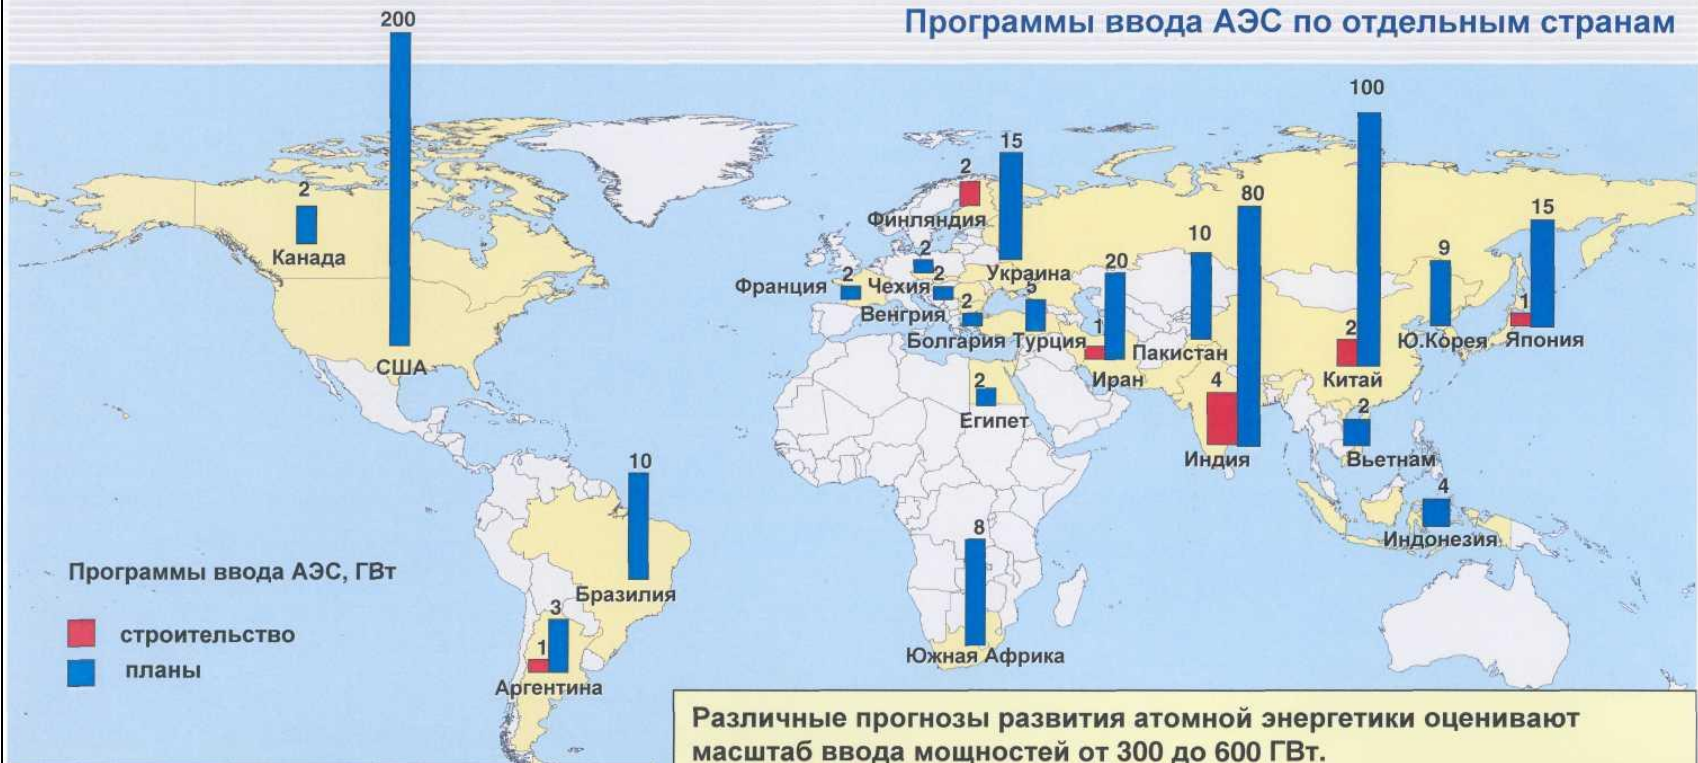 Программы ввода АЭС по отдельным странам
200
100
2
Канада
США
2
Финляндия
15
Украина
2
Франция
2
Чехия
2
Венгрия
2
Болгария
5
Турция
1
20
Иран
10
Пакистан
4
80
Индия
2
Китай
9
Ю.Корея
1
15
Япония
2
Египет
2
Вьетнам
4
Индонезия
10
Бразилия
8
Южная Африка
1
3
Аргентина
Программы ввода АЭС, ГВт
строительство
планы
Различные прогнозы развития атомной энергетики оценивают
масштаб ввода мощностей от 300 до 600 ГВт.